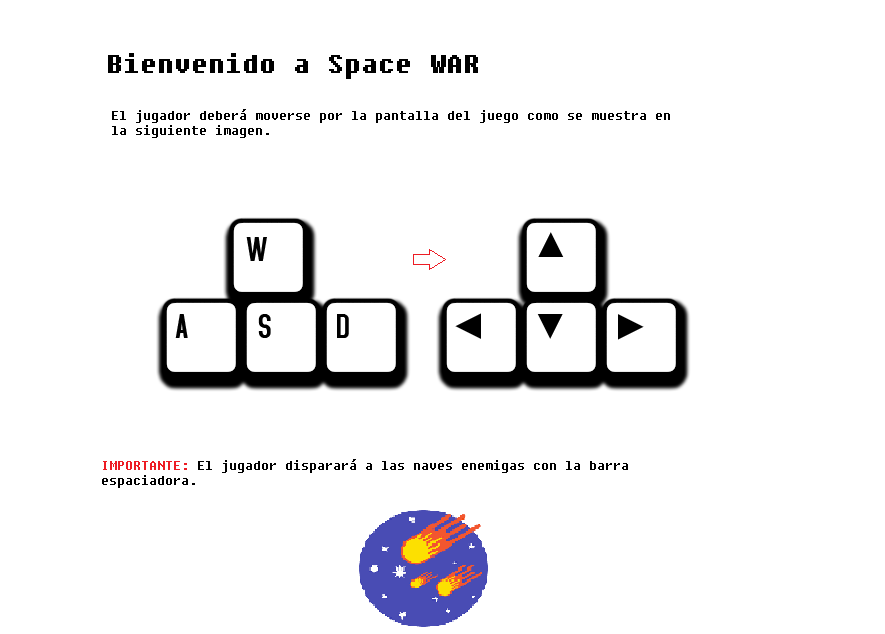 Bienvenido a Space WAR
El jugador deberá moverse por la pantalla del juego como se muestra en
la siguiente imagen.
W
A S D
IMPORTANTE: El jugador disparará a las naves enemigas con la barra
espaciadora.